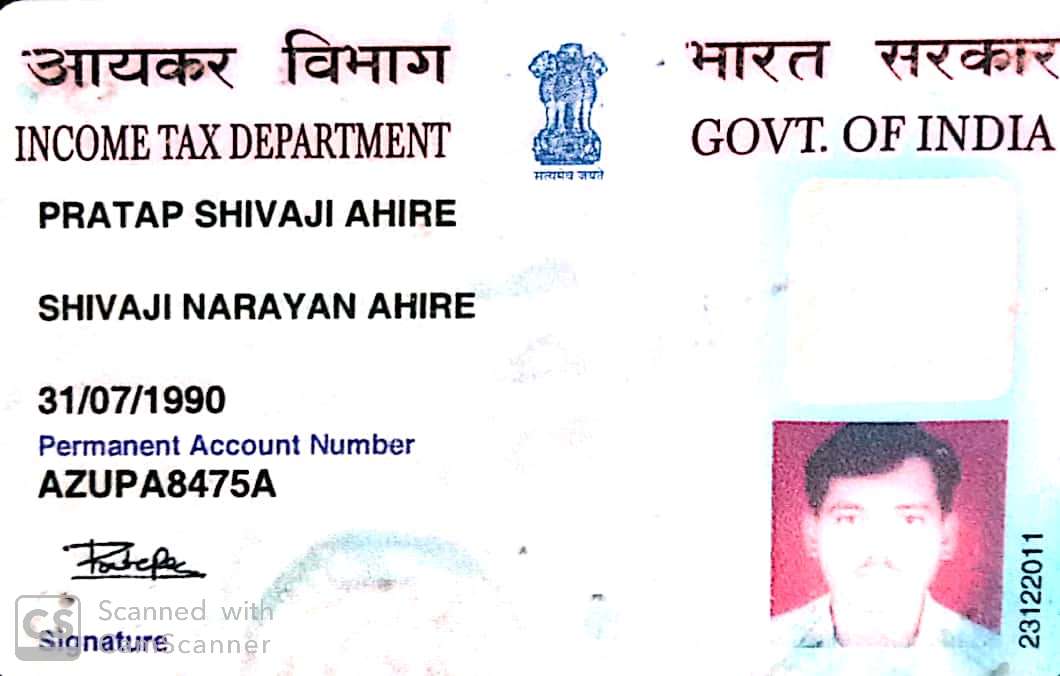 आयकर विभाग
भारत सरकार
INCOME TAX DEPARTMENT
GOVT. OF INDIA
सत्यमेव जयते
PRATAP SHIVAJI AHIRE
SHIVAJI NARAYAN AHIRE
31/07/1990
Permanent Account Number
AZUPA8475A
Signature
23122011
CS Scanned with
CamScanner